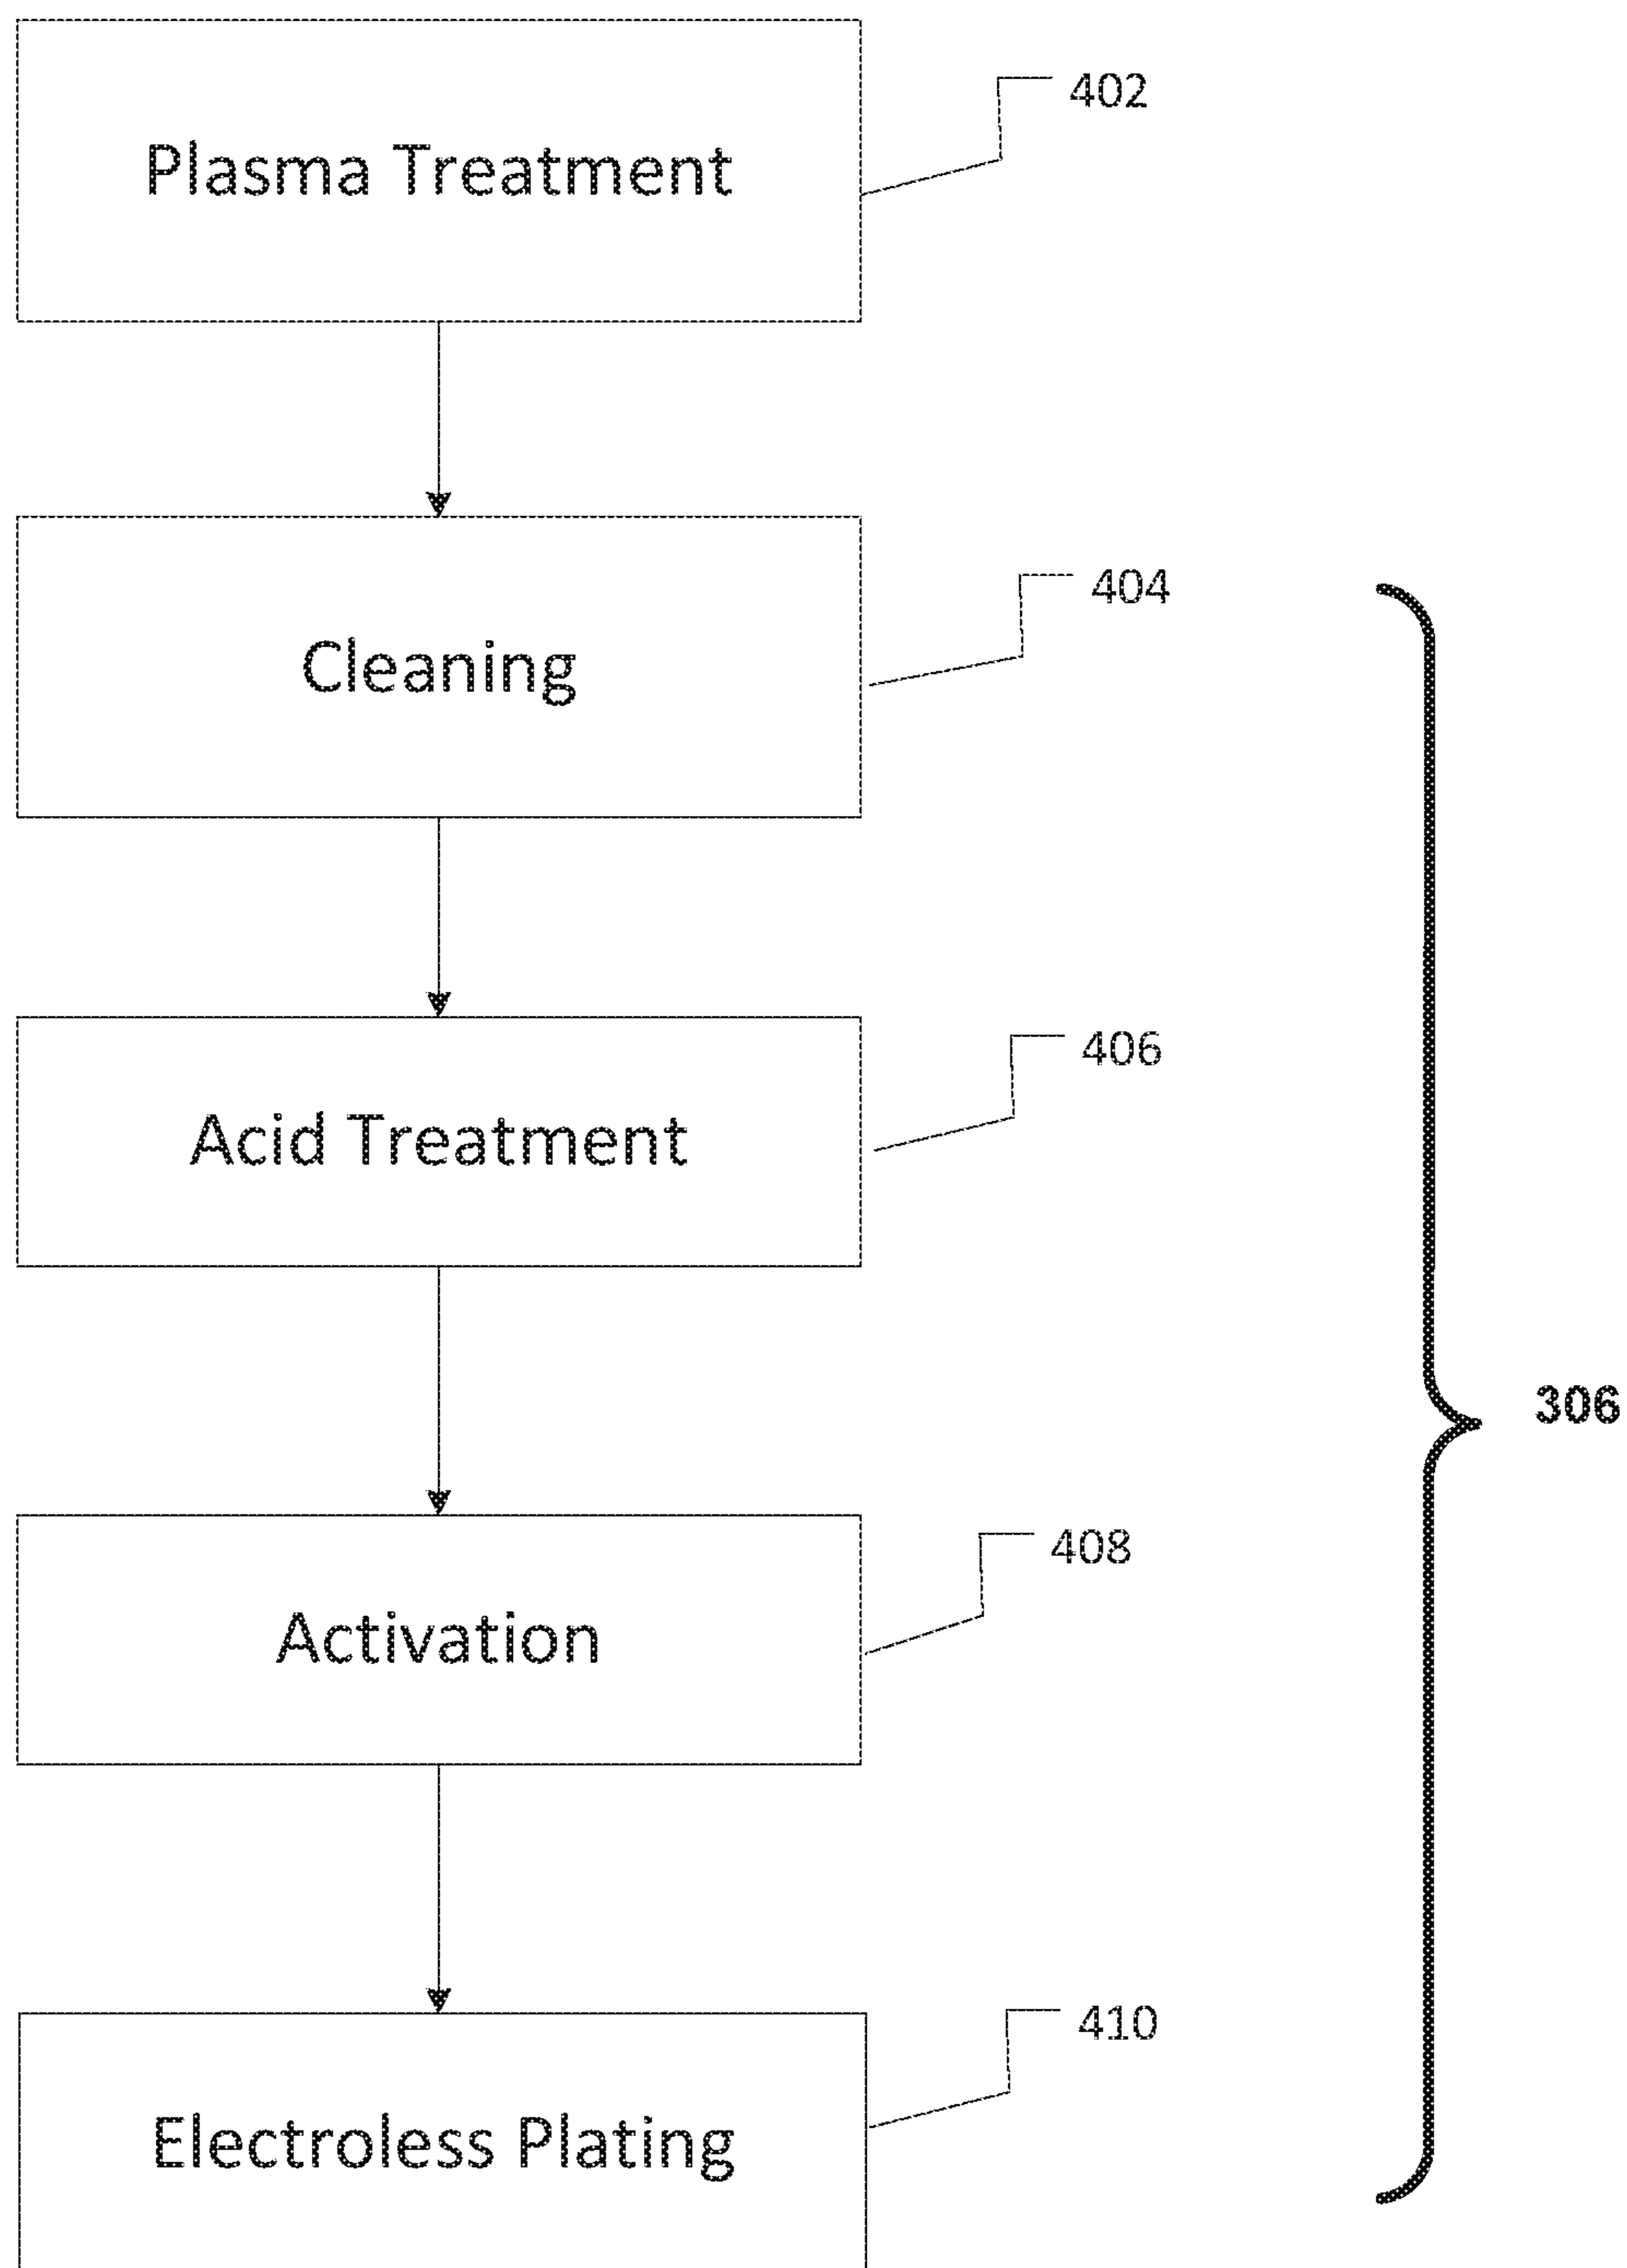 Plasma Treatment
402
Cleaning
404
Acid Treatment
406
306
Activation
408
Electroless Plating
410